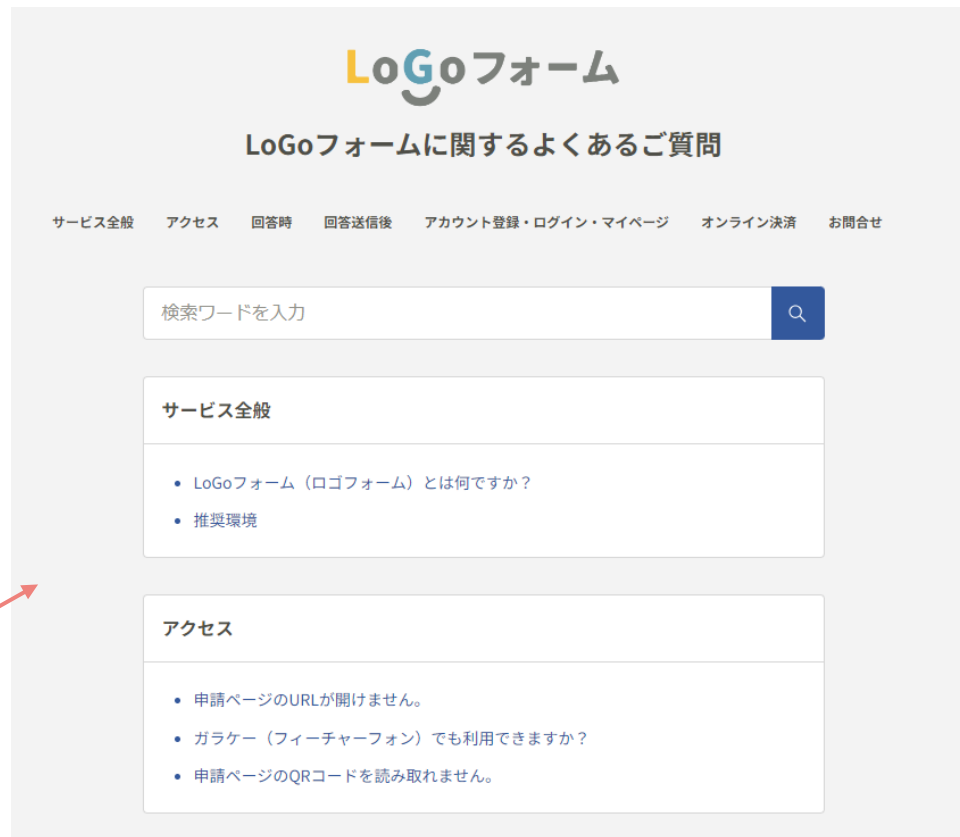 LoGoフォーム
LoGoフォームに関するよくあるご質問
サービス全般 アクセス 回答時 回答送信後 アカウント登録・ログイン・マイページ オンライン決済 お問合せ
検索ワードを入力
サービス全般
• LoGoフォーム（ロゴフォーム）とは何ですか？
• 推奨環境
アクセス
• 申請ページのURLが開けません。
• ガラケー（フィーチャーフォン）でも利用できますか？
• 申請ページのQRコードを読み取れません。